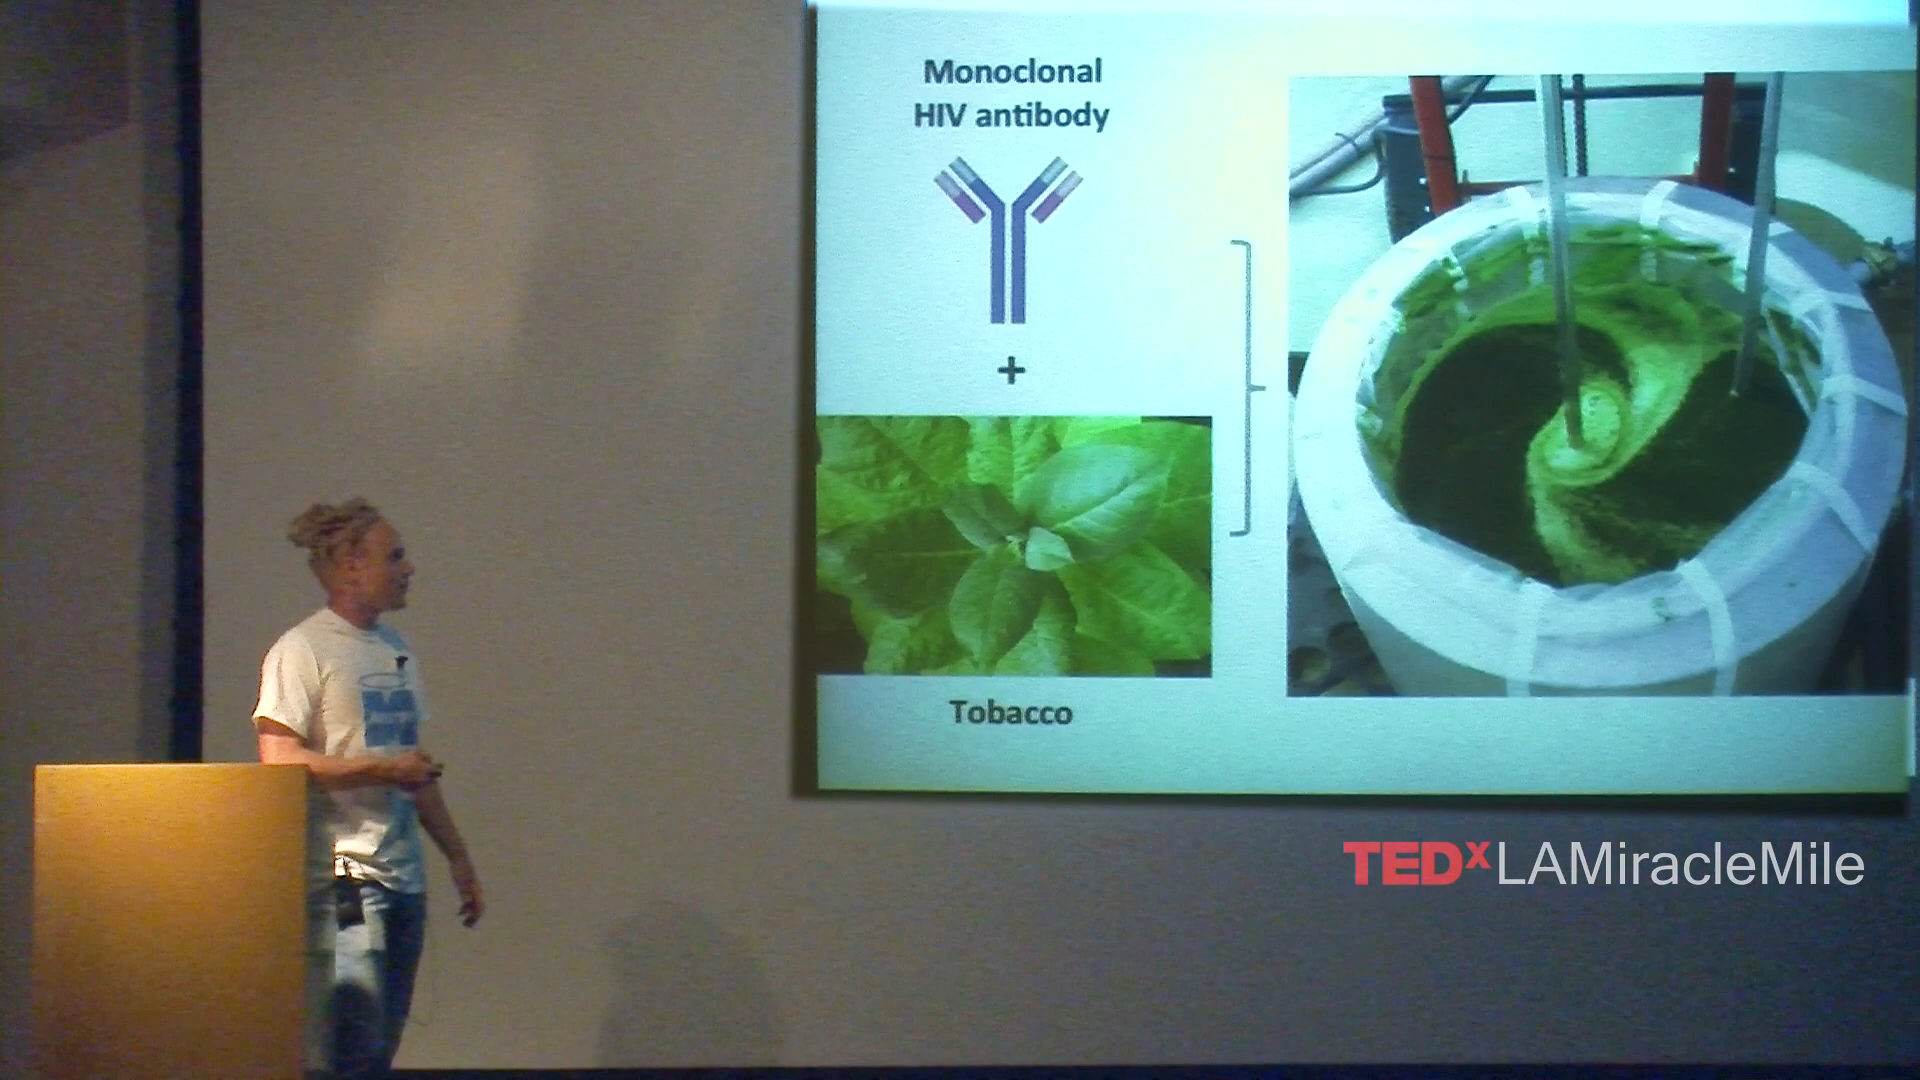 Monoclonal
HIV antibody
+
Tobacco
TEDxLAMiracleMile